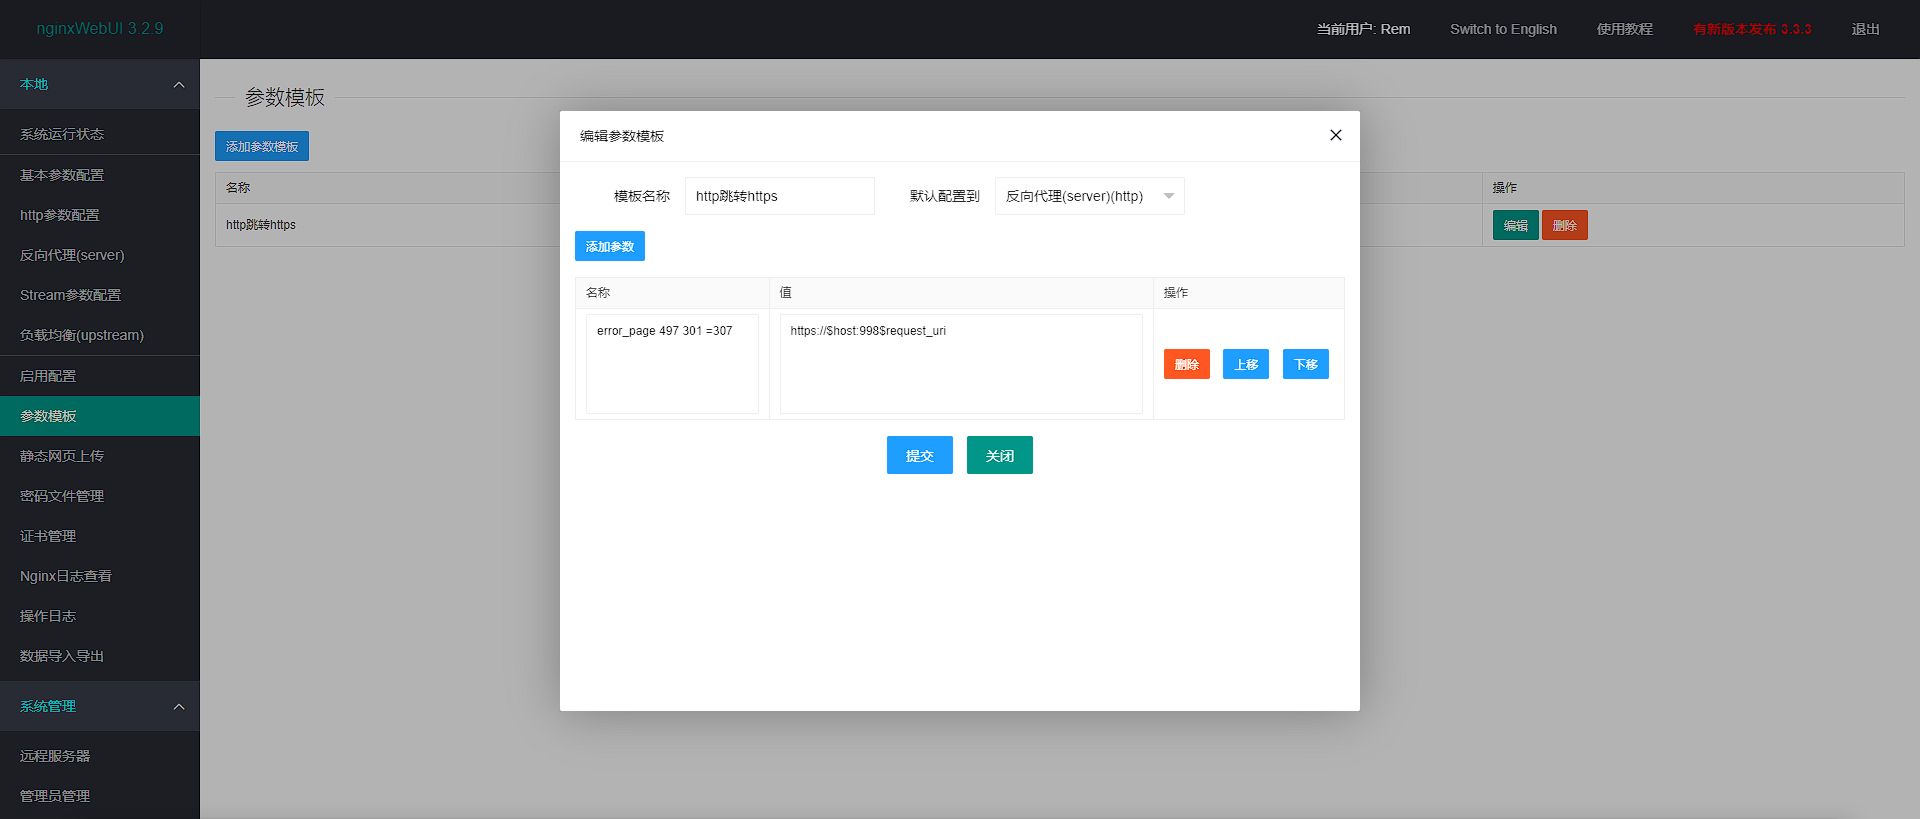 nginxWebUI 3.2.9
当前用户: Rem
Switch to English
使用教程
有新版本发布 3.3.3
退出
本地
系统运行状态
基本参数配置
http参数配置
反向代理(server)
Stream参数配置
负载均衡(upstream)
启用配置
参数模板
静态网页上传
密码文件管理
证书管理
Nginx日志查看
操作日志
数据导入导出
系统管理
远程服务器
管理员管理
参数模板
添加参数模板
名称
操作
http跳转https
编辑
删除
编辑参数模板
模板名称
http跳转https
默认配置到
反向代理(server)(http)
添加参数
名称
值
操作
error_page 497 301 =307
https://$host:998$request_uri
删除
上移
下移
提交
关闭